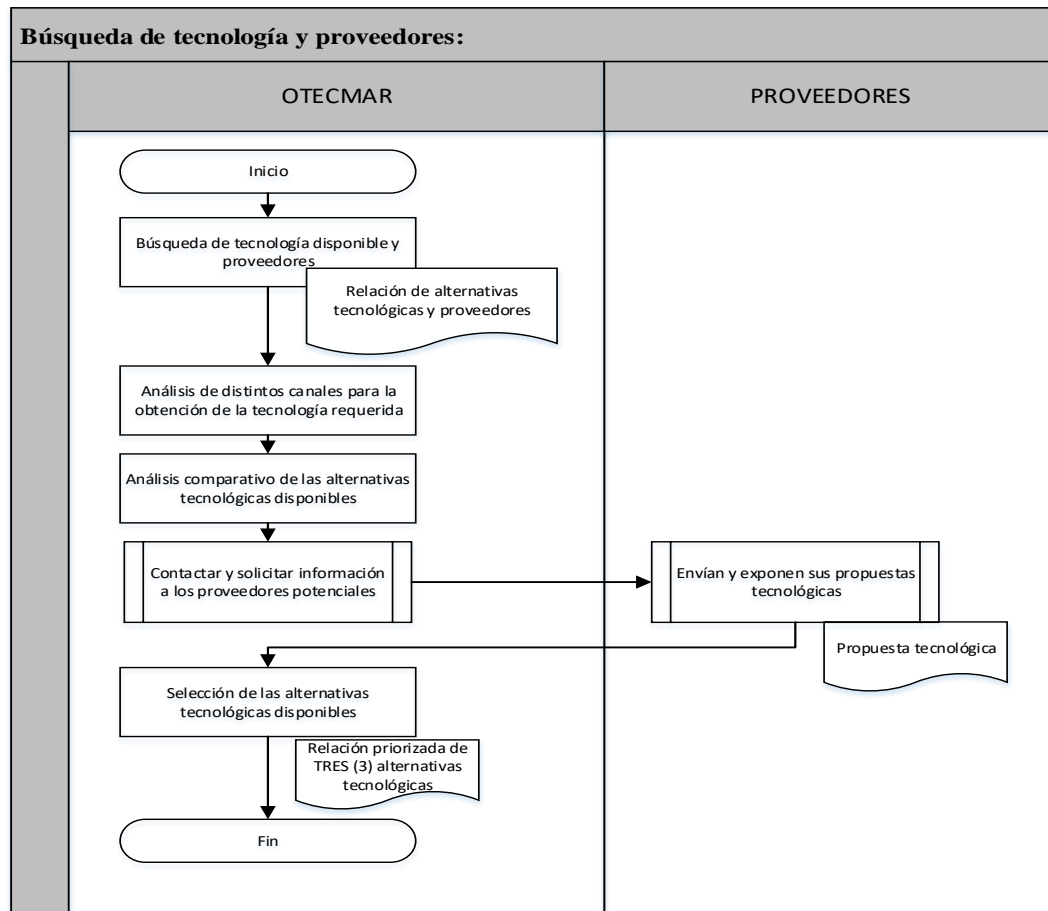 Búsqueda de tecnología y proveedores:
OTECMAR
PROVEEDORES
Inicio
Búsqueda de tecnología disponible y
proveedores
Relación de alternativas
tecnológicas y proveedores
Análisis de distintos canales para la
obtención de la tecnología requerida
Análisis comparativo de las alternativas
tecnológicas disponibles
Contactar y solicitar información
a los proveedores potenciales
Envían y exponen sus propuestas
tecnológicas
Propuesta tecnológica
Selección de las alternativas
tecnológicas disponibles
Relación priorizada de
TRES (3) alternativas
tecnológicas
Fin